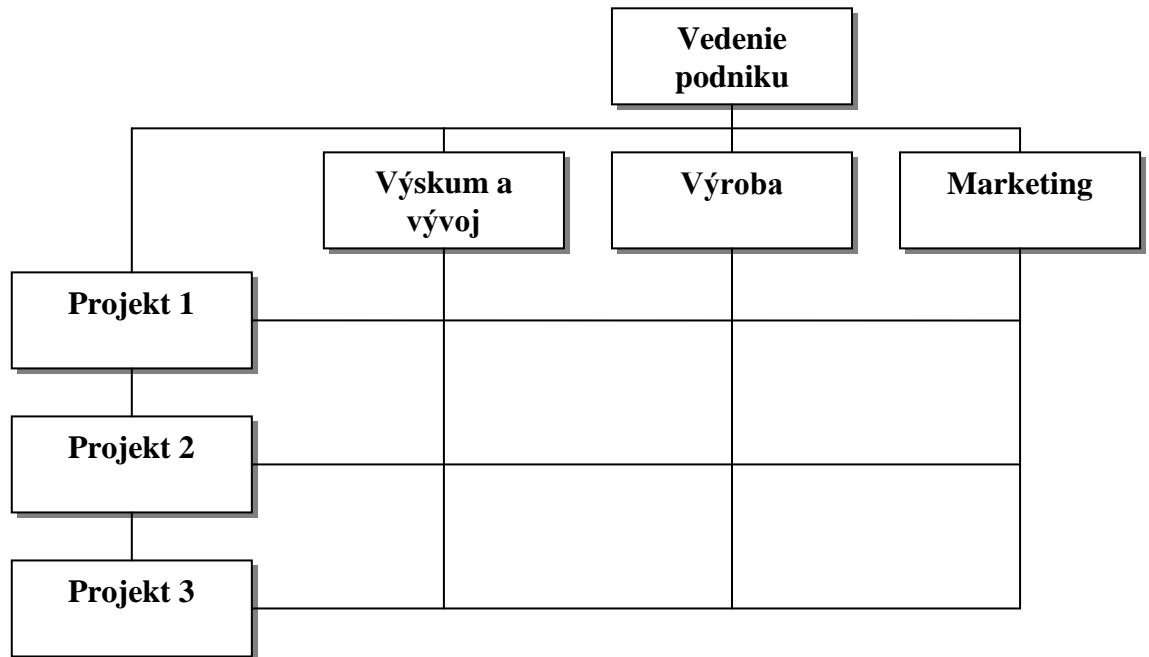 Vedenie
podniku
Výskum a
vývoj
Výroba
Marketing
Projekt 1
Projekt 2
Projekt 3